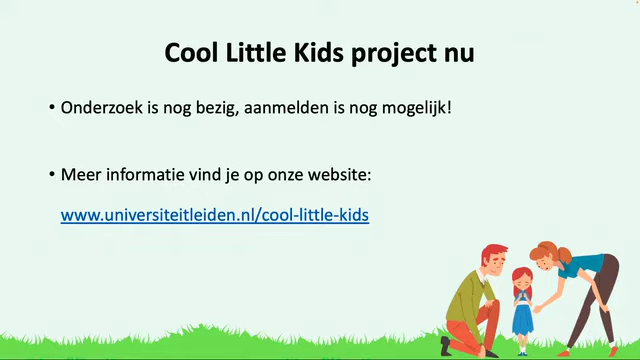 Cool Little Kids project nu
• Onderzoek is nog bezig, aanmelden is nog mogelijk!
• Meer informatie vind je op onze website:
www.universiteitleiden.nl/cool-little-kids